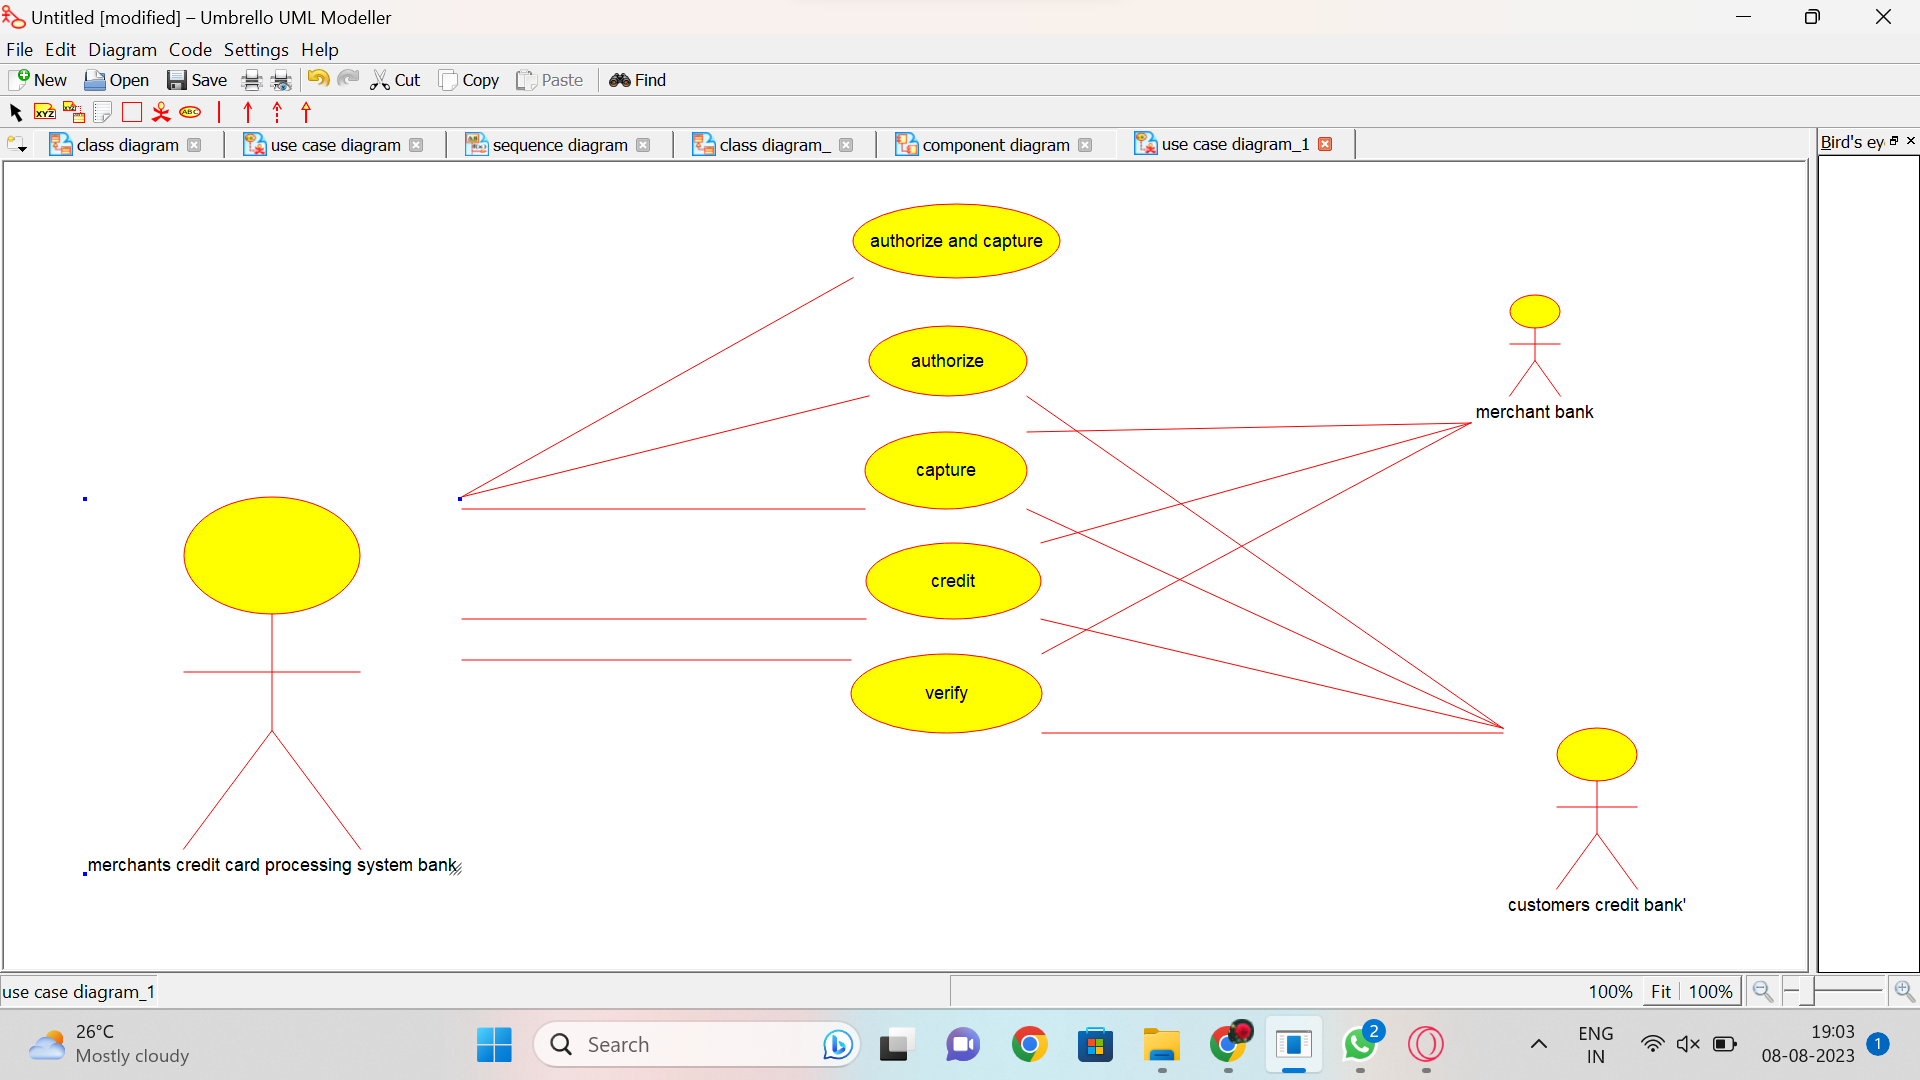 Untitled [modified] – Umbrello UML Modeller
File Edit Diagram Code Settings Help
New Open Save Cut Copy Paste Find
XYZ XYZ ABC
class diagram use case diagram sequence diagram class diagram_ component diagram use case diagram_1
Bird's ey
authorize and capture
authorize
merchant bank
capture
credit
verify
merchants credit card processing system bank
customers credit bank'
use case diagram_1
100% Fit 100%
26°C
Mostly cloudy
Search
2
ENG
IN
19:03
08-08-2023
1